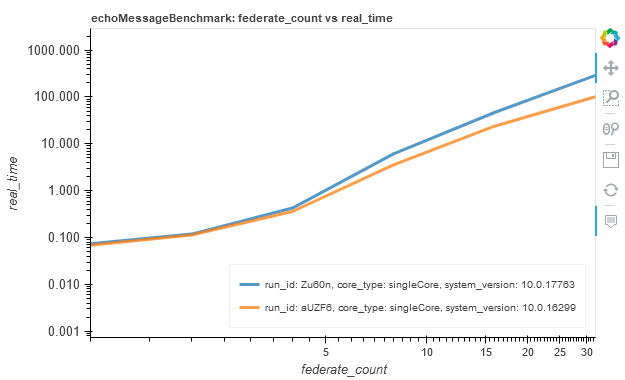 echoMessageBenchmark: federate_count vs real_time
real_time
1000.000
100.000
10.000
1.000
0.100
0.010
0.001
run_id: Zu60n, core_type: singleCore, system_version: 10.0.17763
run_id: aUZF6, core_type: singleCore, system_version: 10.0.16299
5 10 15 20 25 30
federate_count